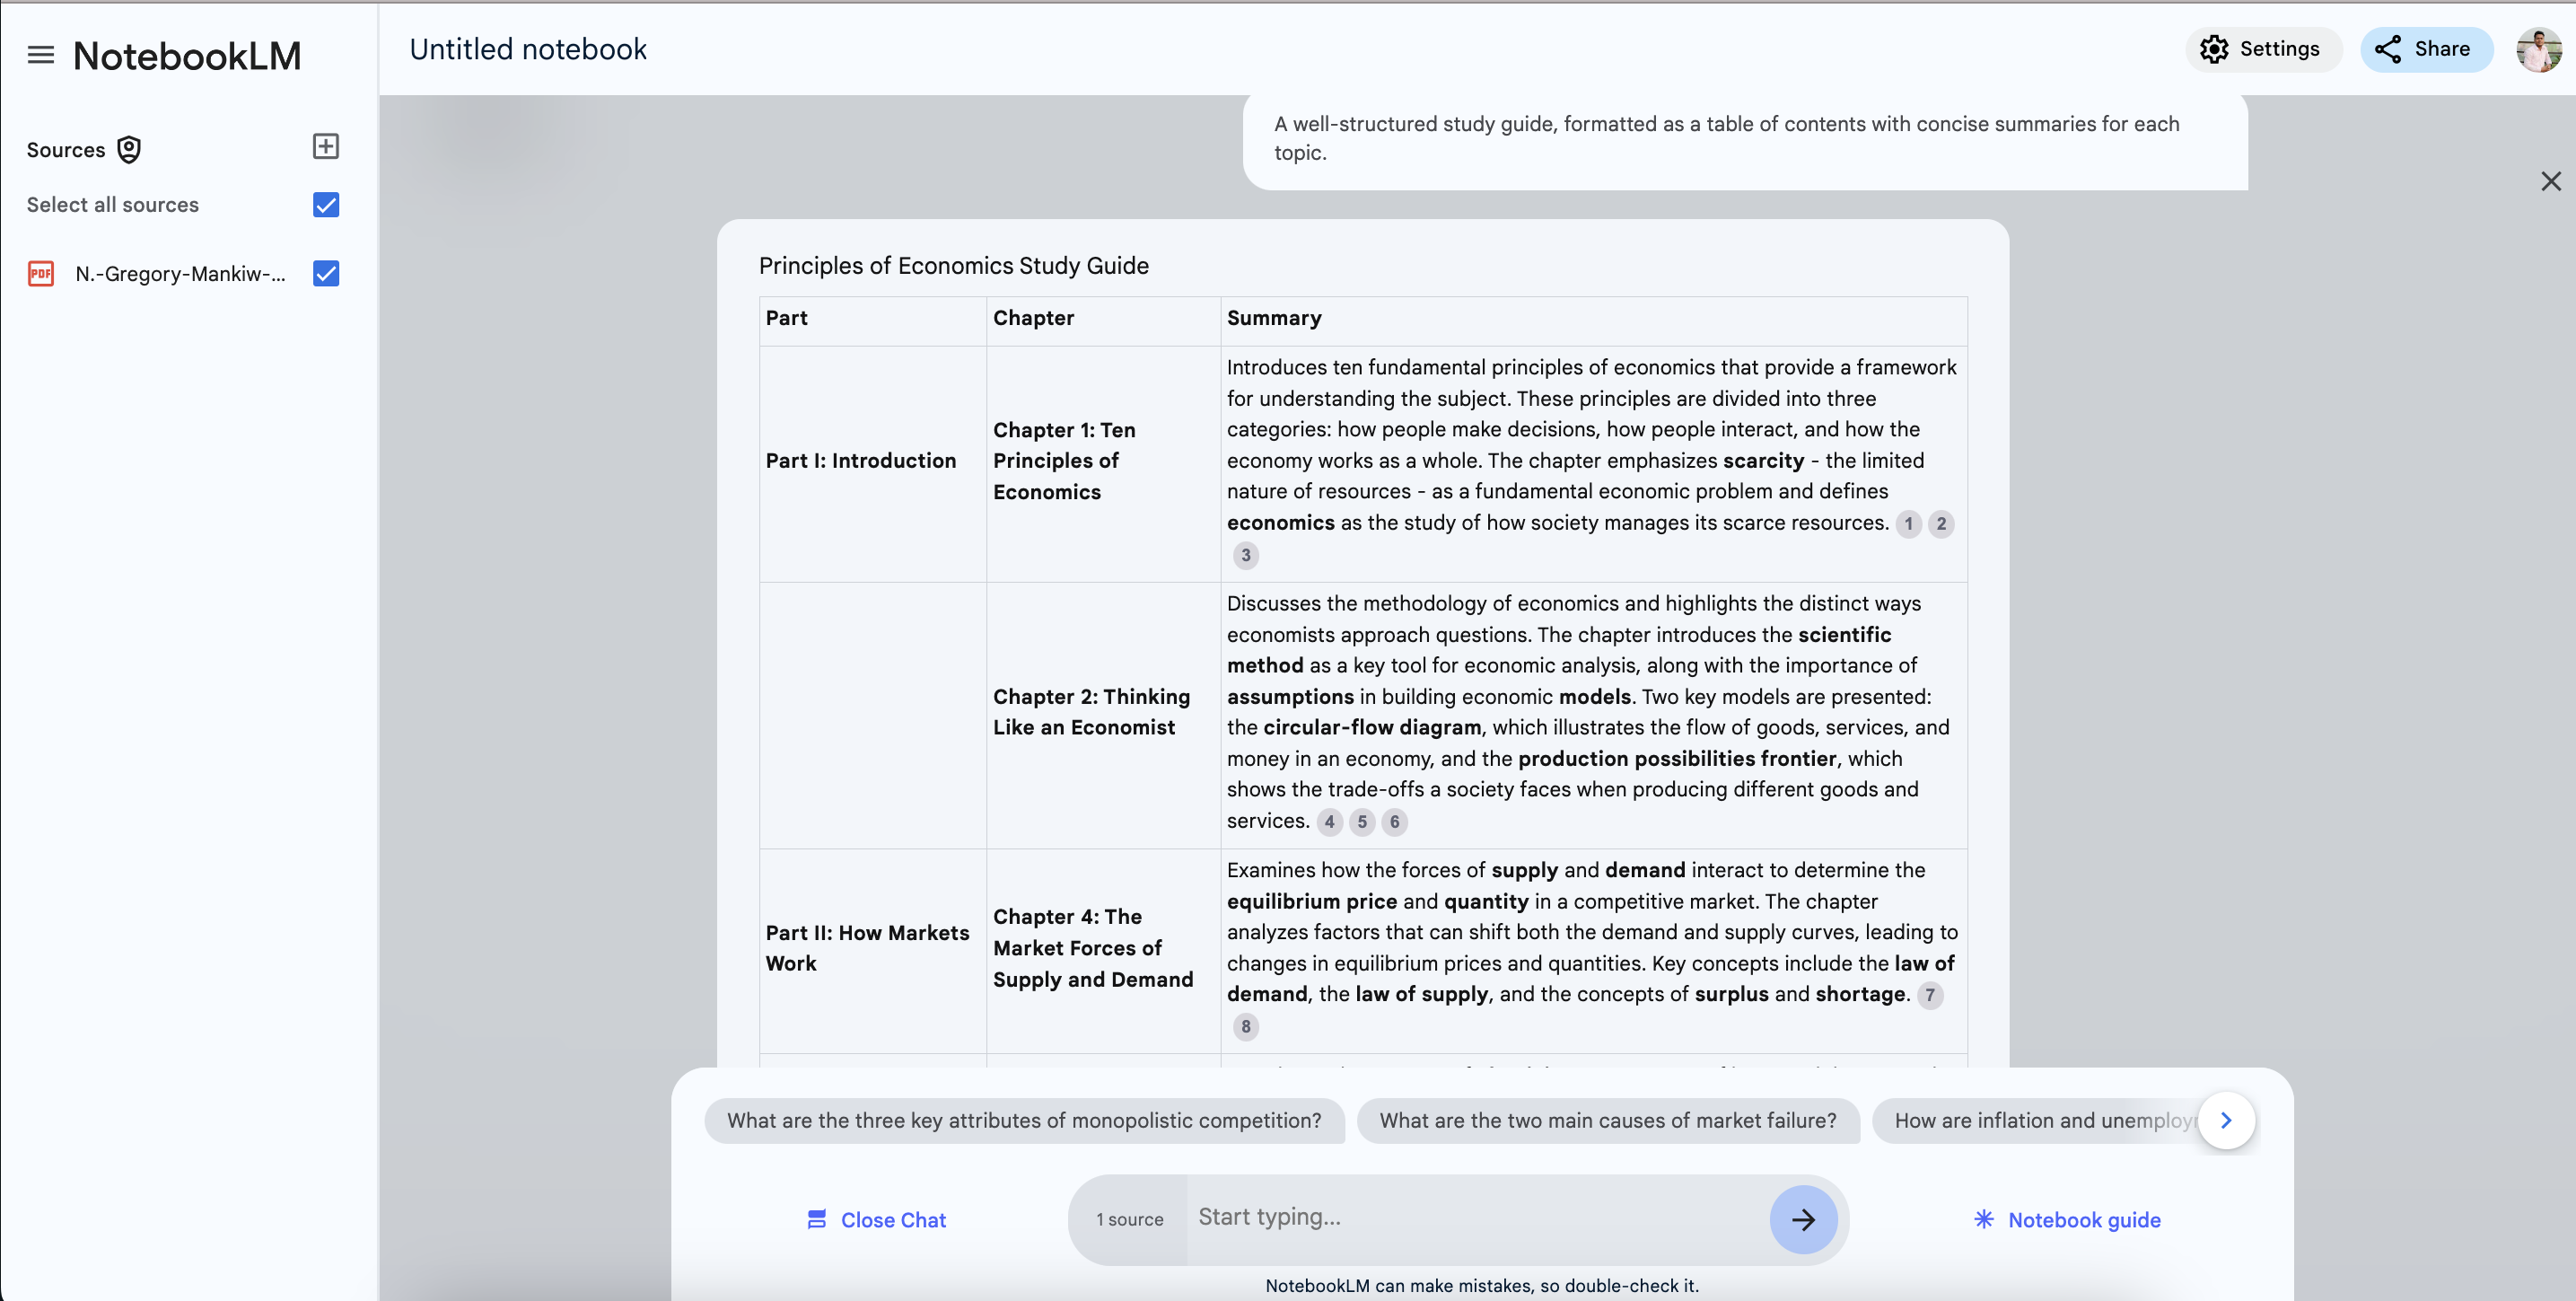 NotebookLM
Untitled notebook
Settings
Share
Sources
Select all sources
PDF
N.-Gregory-Mankiw-...
A well-structured study guide, formatted as a table of contents with concise summaries for each
topic.
Principles of Economics Study Guide
Part
Chapter
Summary
Part I: Introduction
Chapter 1: Ten
Principles of
Economics
Introduces ten fundamental principles of economics that provide a framework
for understanding the subject. These principles are divided into three
categories: how people make decisions, how people interact, and how the
economy works as a whole. The chapter emphasizes scarcity - the limited
nature of resources - as a fundamental economic problem and defines
economics as the study of how society manages its scarce resources. 1 2
3
Chapter 2: Thinking
Like an Economist
Discusses the methodology of economics and highlights the distinct ways
economists approach questions. The chapter introduces the scientific
method as a key tool for economic analysis, along with the importance of
assumptions in building economic models. Two key models are presented:
the circular-flow diagram, which illustrates the flow of goods, services, and
money in an economy, and the production possibilities frontier, which
shows the trade-offs a society faces when producing different goods and
services. 4 5 6
Part II: How Markets
Work
Chapter 4: The
Market Forces of
Supply and Demand
Examines how the forces of supply and demand interact to determine the
equilibrium price and quantity in a competitive market. The chapter
analyzes factors that can shift both the demand and supply curves, leading to
changes in equilibrium prices and quantities. Key concepts include the law of
demand, the law of supply, and the concepts of surplus and shortage. 7
8
What are the three key attributes of monopolistic competition?
What are the two main causes of market failure?
How are inflation and unemploy
Close Chat
1 source
Start typing...
Notebook guide
NotebookLM can make mistakes, so double-check it.